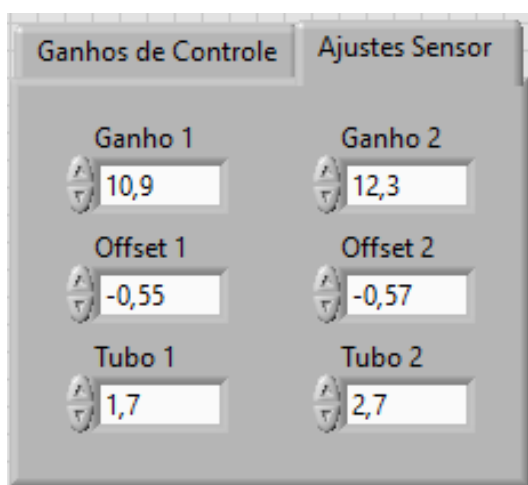 Ganhos de Controle Ajustes Sensor
Ganho 1 Ganho 2
10,9 12,3
Offset 1 Offset 2
-0,55 -0,57
Tubo 1 Tubo 2
1,7 2,7